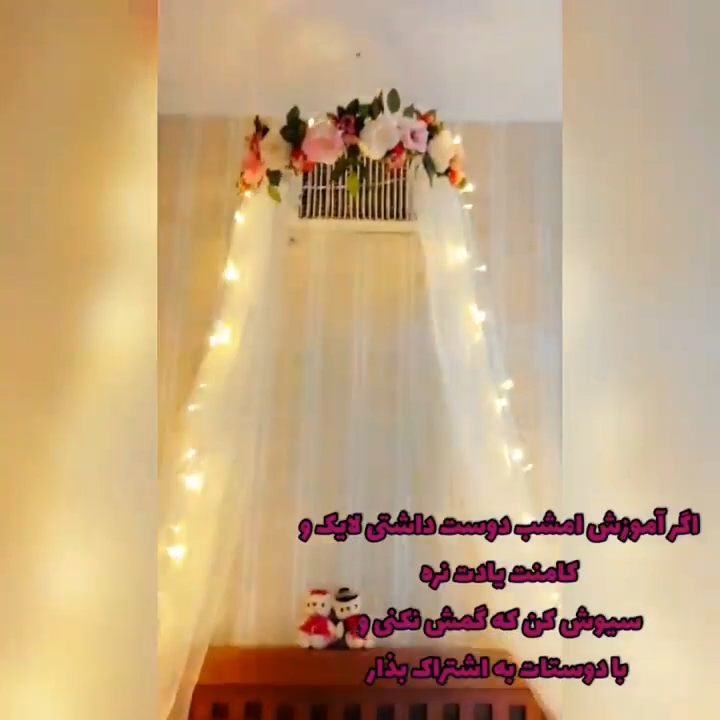 اگر آموزش امشب دوست داشتی لایک و
کامنت یادت نره
سیوش کن که گمش نکنی و
با دوستات به اشتراک بذار